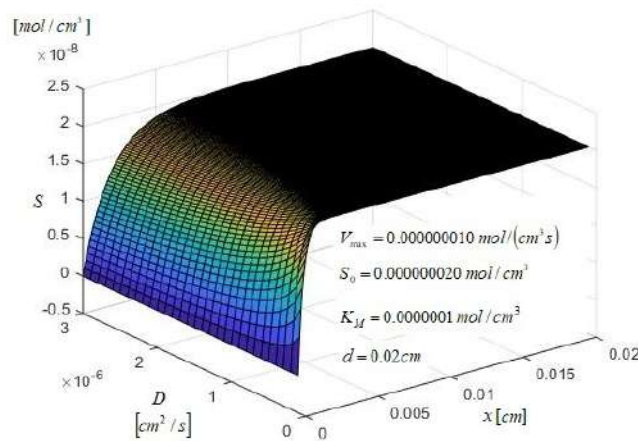 [mol/cm³]
× 10⁻⁸
2.5
2
1.5
1
0.5
0
-0.5
S
V_max = 0.000000010 mol/(cm³s)
S₀ = 0.000000020 mol/cm³
K_M = 0.0000001 mol/cm³
d = 0.02cm
3
2
1
0
× 10⁻⁶
D
[cm²/s]
0
0.005
0.01
0.015
0.02
x[cm]